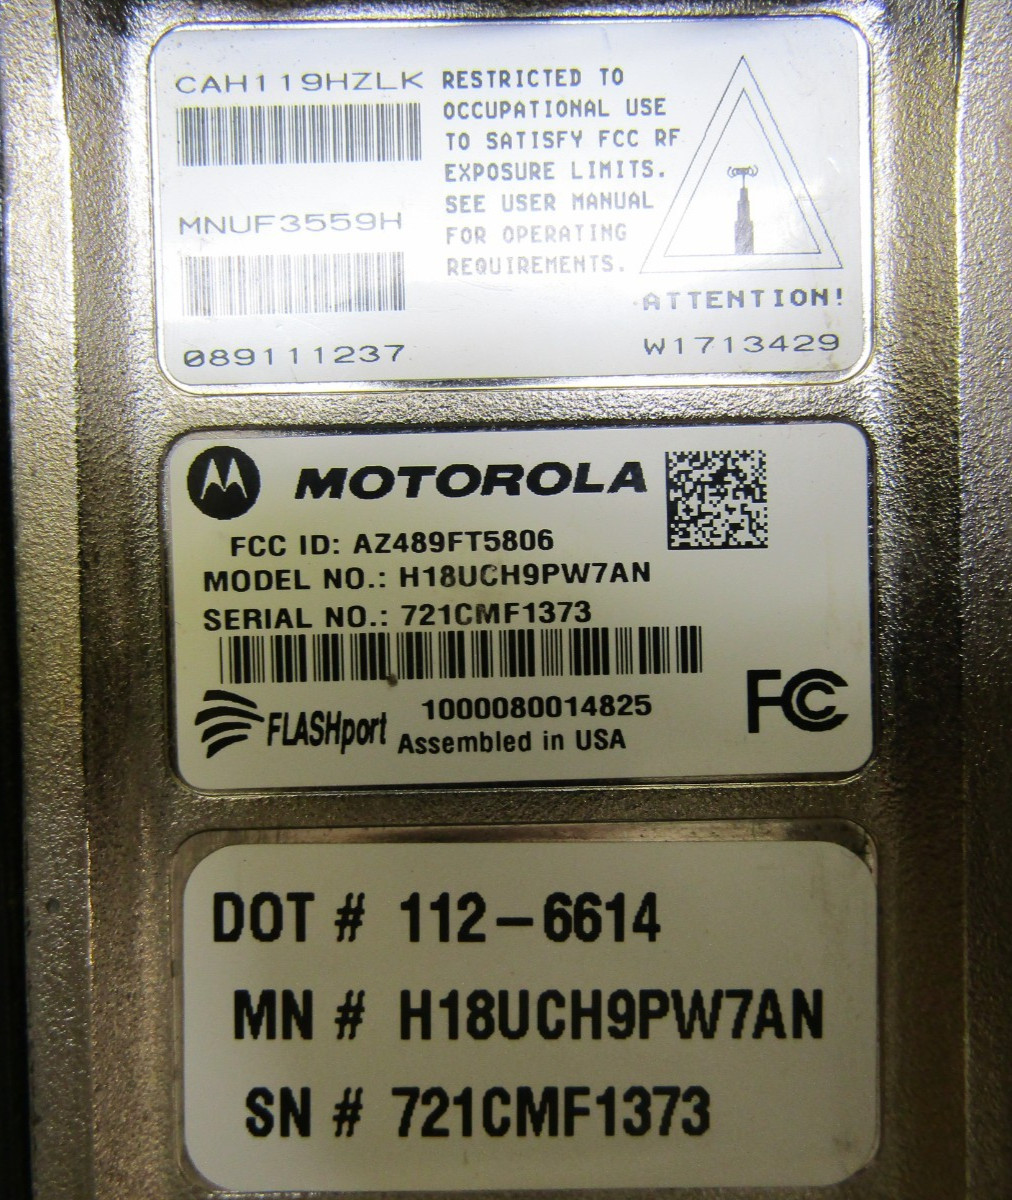 CAH119HZLK
MNUF3559H
089111237
RESTRICTED TO
OCCUPATIONAL USE
TO SATISFY FCC RF
EXPOSURE LIMITS.
SEE USER MANUAL
FOR OPERATING
REQUIREMENTS.
ATTENTION!
W1713429
MOTOROLA
FCC ID: AZ489FT5806
MODEL NO.: H18UCH9PW7AN
SERIAL NO.: 721CMF1373
FLASHport
1000080014825
Assembled in USA
FCC
DOT # 112-6614
MN # H18UCH9PW7AN
SN # 721CMF1373